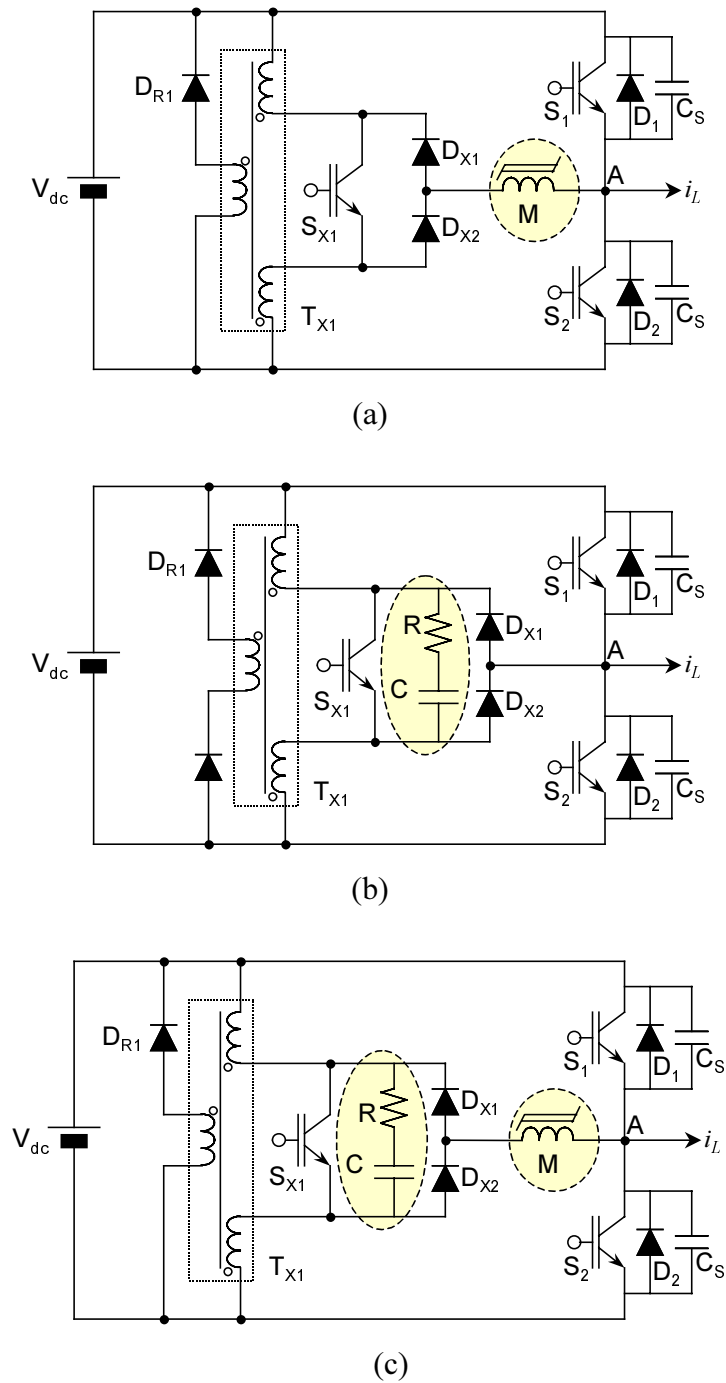 D_R1
V_dc
S_X1
T_X1
D_X1
D_X2
M
A
i_L
S_1
D_1
C_S
S_2
D_2
C_S
(a)
D_R1
V_dc
S_X1
T_X1
R
C
D_X1
D_X2
A
i_L
S_1
D_1
C_S
S_2
D_2
C_S
(b)
D_R1
V_dc
S_X1
T_X1
R
C
D_X1
D_X2
M
A
i_L
S_1
D_1
C_S
S_2
D_2
C_S
(c)